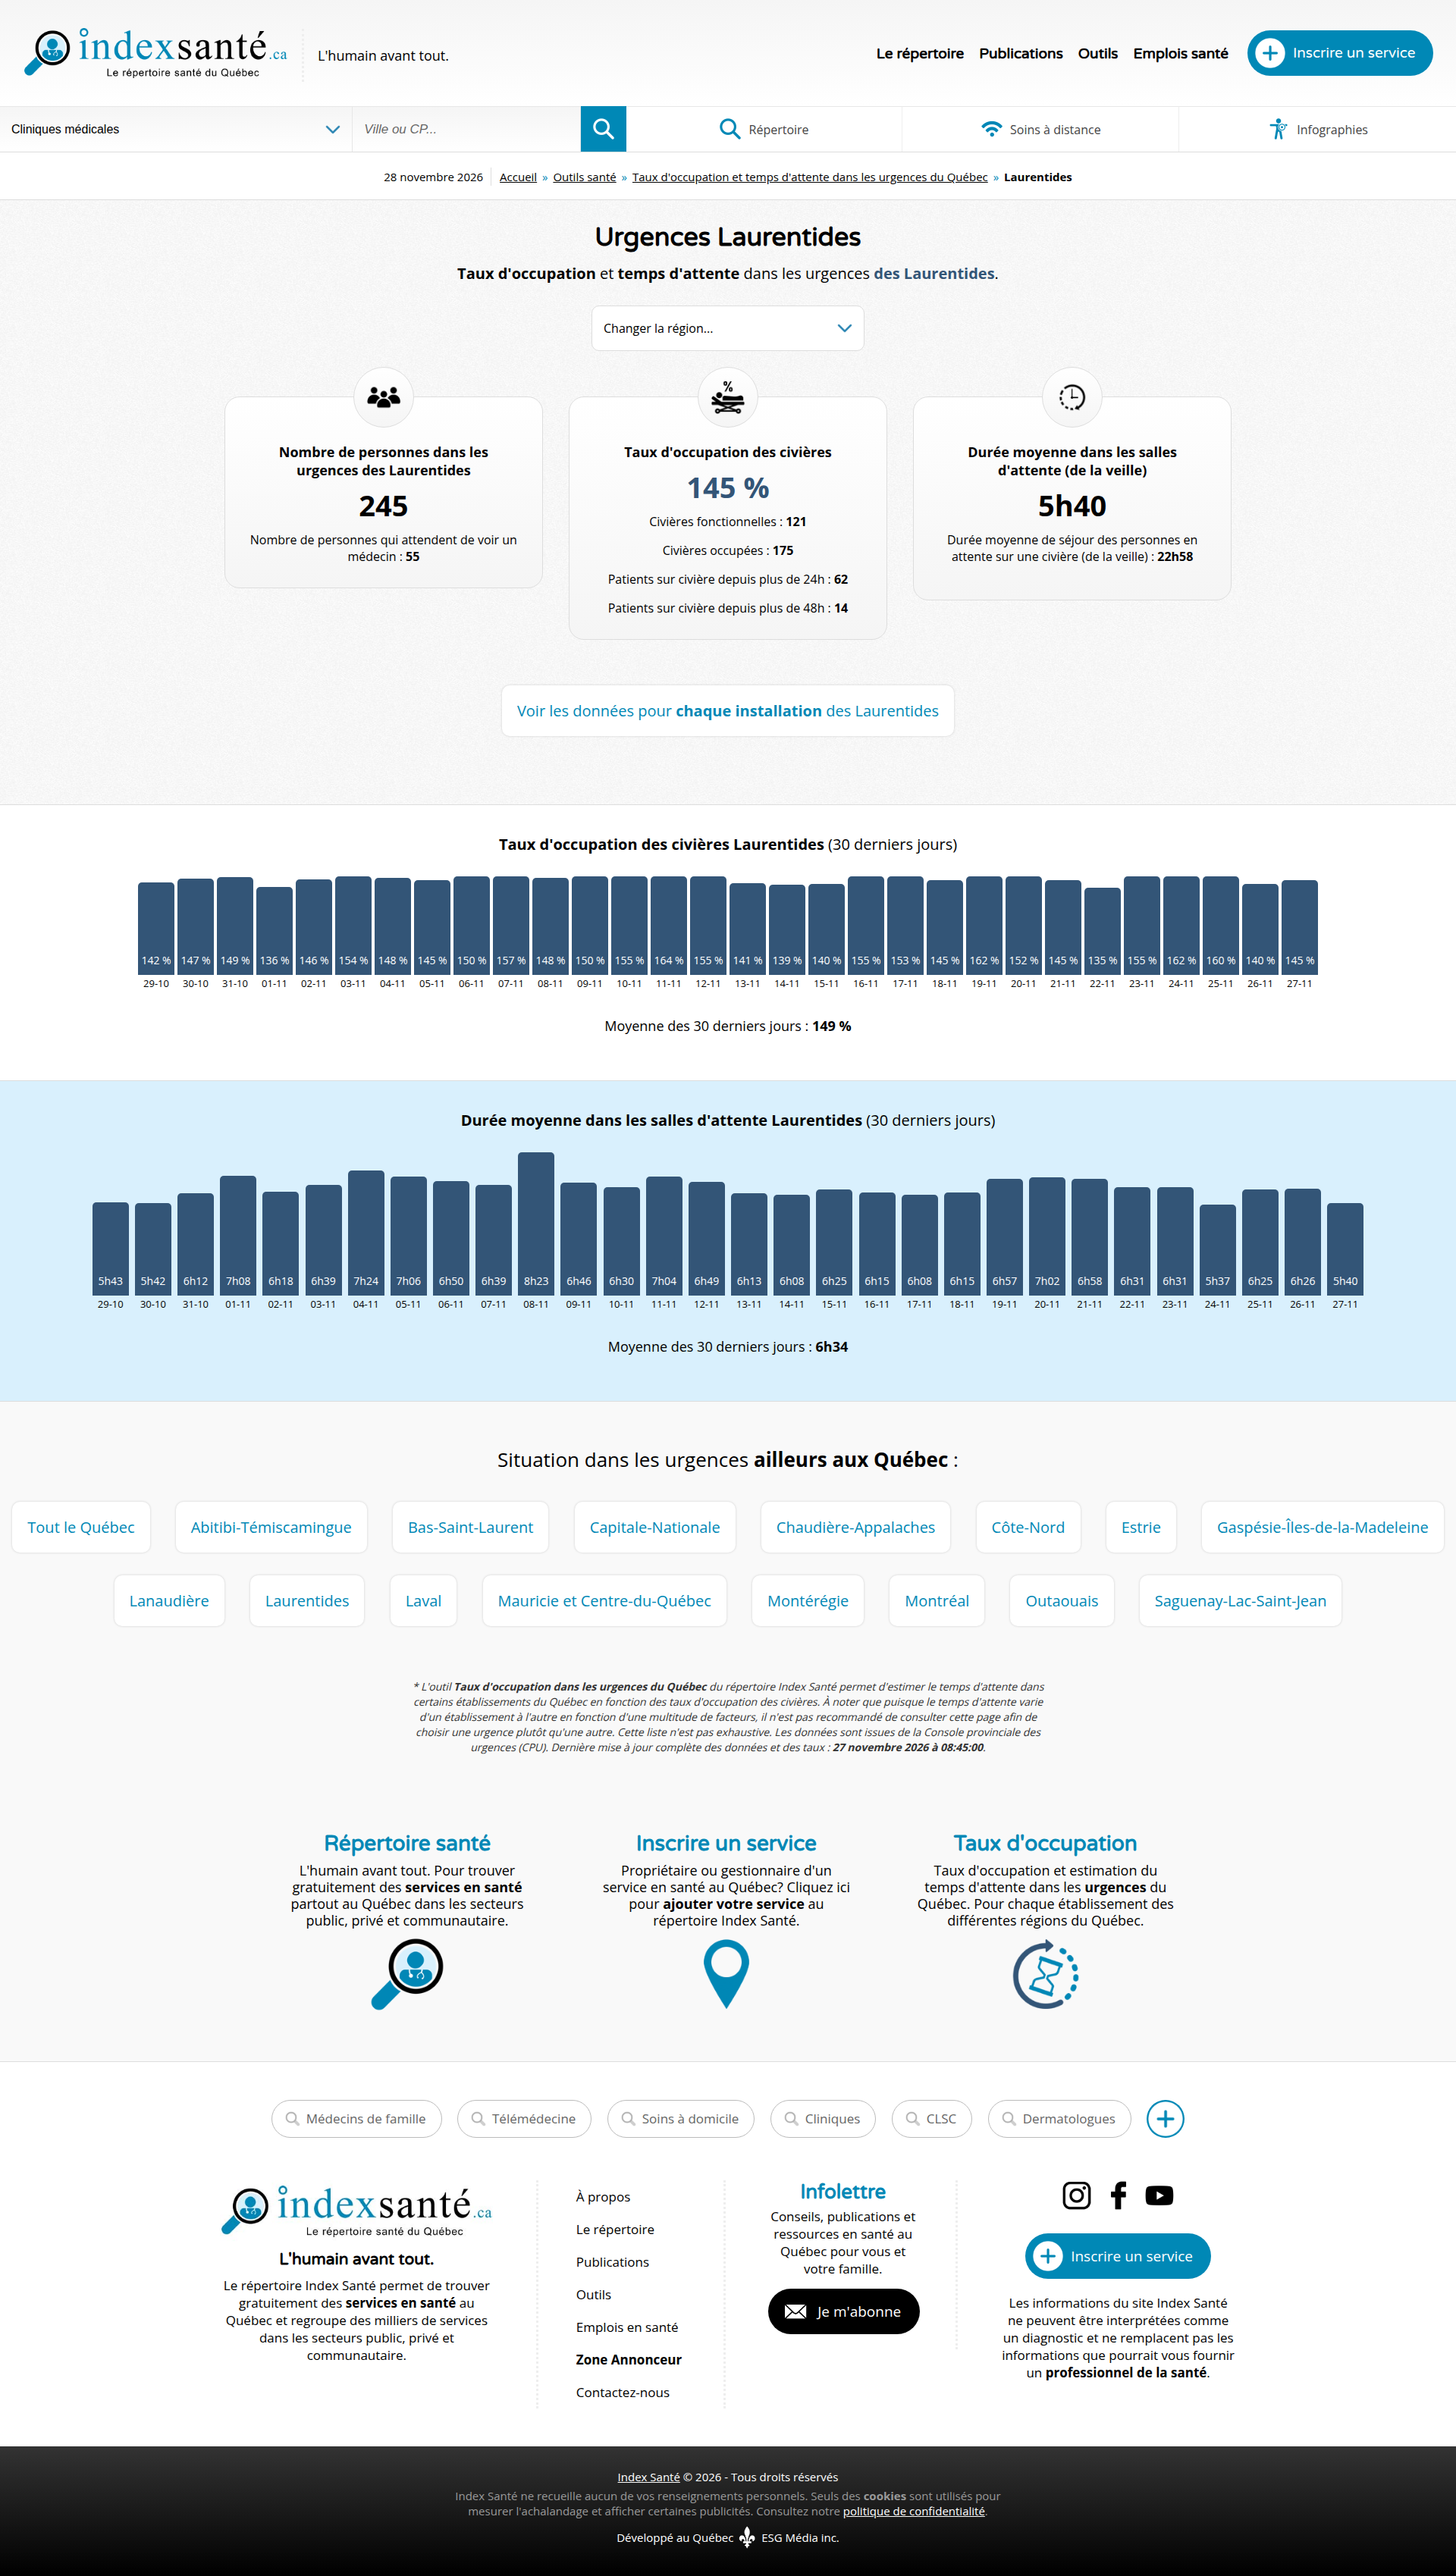 indexsanté.ca
Le répertoire santé du Québec
L'humain avant tout.
Le répertoire
Publications
Outils
Emplois santé
Inscrire un service
Cliniques médicales
Ville ou CP...
Répertoire
Soins à distance
Infographies
28 novembre 2026 Accueil » Outils santé » Taux d'occupation et temps d'attente dans les urgences du Québec » Laurentides
Urgences Laurentides
Taux d'occupation et temps d'attente dans les urgences des Laurentides.
Changer la région...
Nombre de personnes dans les
urgences des Laurentides
245
Nombre de personnes qui attendent de voir un
médecin : 55
%
Taux d'occupation des civières
145 %
Civières fonctionnelles : 121
Civières occupées : 175
Patients sur civière depuis plus de 24h : 62
Patients sur civière depuis plus de 48h : 14
Durée moyenne dans les salles
d'attente (de la veille)
5h40
Durée moyenne de séjour des personnes en
attente sur une civière (de la veille) : 22h58
Voir les données pour chaque installation des Laurentides
Taux d'occupation des civières Laurentides (30 derniers jours)
142 % 147 % 149 % 136 % 146 % 154 % 148 % 145 % 150 % 157 % 148 % 150 % 155 % 164 % 155 % 141 % 139 % 140 % 155 % 153 % 145 % 162 % 152 % 145 % 135 % 155 % 162 % 160 % 140 % 145 %
29-10 30-10 31-10 01-11 02-11 03-11 04-11 05-11 06-11 07-11 08-11 09-11 10-11 11-11 12-11 13-11 14-11 15-11 16-11 17-11 18-11 19-11 20-11 21-11 22-11 23-11 24-11 25-11 26-11 27-11
Moyenne des 30 derniers jours : 149 %
Durée moyenne dans les salles d'attente Laurentides (30 derniers jours)
5h43 5h42 6h12 7h08 6h18 6h39 7h24 7h06 6h50 6h39 8h23 6h46 6h30 7h04 6h49 6h13 6h08 6h25 6h15 6h08 6h15 6h57 7h02 6h58 6h31 6h31 5h37 6h25 6h26 5h40
29-10 30-10 31-10 01-11 02-11 03-11 04-11 05-11 06-11 07-11 08-11 09-11 10-11 11-11 12-11 13-11 14-11 15-11 16-11 17-11 18-11 19-11 20-11 21-11 22-11 23-11 24-11 25-11 26-11 27-11
Moyenne des 30 derniers jours : 6h34
Situation dans les urgences ailleurs aux Québec :
Tout le Québec
Abitibi-Témiscamingue
Bas-Saint-Laurent
Capitale-Nationale
Chaudière-Appalaches
Côte-Nord
Estrie
Gaspésie-Îles-de-la-Madeleine
Lanaudière
Laurentides
Laval
Mauricie et Centre-du-Québec
Montérégie
Montréal
Outaouais
Saguenay-Lac-Saint-Jean
* L'outil Taux d'occupation dans les urgences du Québec du répertoire Index Santé permet d'estimer le temps d'attente dans
certains établissements du Québec en fonction des taux d'occupation des civières. À noter que puisque le temps d'attente varie
d'un établissement à l'autre en fonction d'une multitude de facteurs, il n'est pas recommandé de consulter cette page afin de
choisir une urgence plutôt qu'une autre. Cette liste n'est pas exhaustive. Les données sont issues de la Console provinciale des
urgences (CPU). Dernière mise à jour complète des données et des taux : 27 novembre 2026 à 08:45:00.
Répertoire santé
L'humain avant tout. Pour trouver
gratuitement des services en santé
partout au Québec dans les secteurs
public, privé et communautaire.
Inscrire un service
Propriétaire ou gestionnaire d'un
service en santé au Québec? Cliquez ici
pour ajouter votre service au
répertoire Index Santé.
Taux d'occupation
Taux d'occupation et estimation du
temps d'attente dans les urgences du
Québec. Pour chaque établissement des
différentes régions du Québec.
Médecins de famille
Télémédecine
Soins à domicile
Cliniques
CLSC
Dermatologues
indexsanté.ca
Le répertoire santé du Québec
L'humain avant tout.
Le répertoire Index Santé permet de trouver
gratuitement des services en santé au
Québec et regroupe des milliers de services
dans les secteurs public, privé et
communautaire.
À propos
Le répertoire
Publications
Outils
Emplois en santé
Zone Annonceur
Contactez-nous
Infolettre
Conseils, publications et
ressources en santé au
Québec pour vous et
votre famille.
Je m'abonne
Inscrire un service
Les informations du site Index Santé
ne peuvent être interprétées comme
un diagnostic et ne remplacent pas les
informations que pourrait vous fournir
un professionnel de la santé.
Index Santé © 2026 - Tous droits réservés
Index Santé ne recueille aucun de vos renseignements personnels. Seuls des cookies sont utilisés pour
mesurer l'achalandage et afficher certaines publicités. Consultez notre politique de confidentialité.
Développé au Québec ESG Média inc.